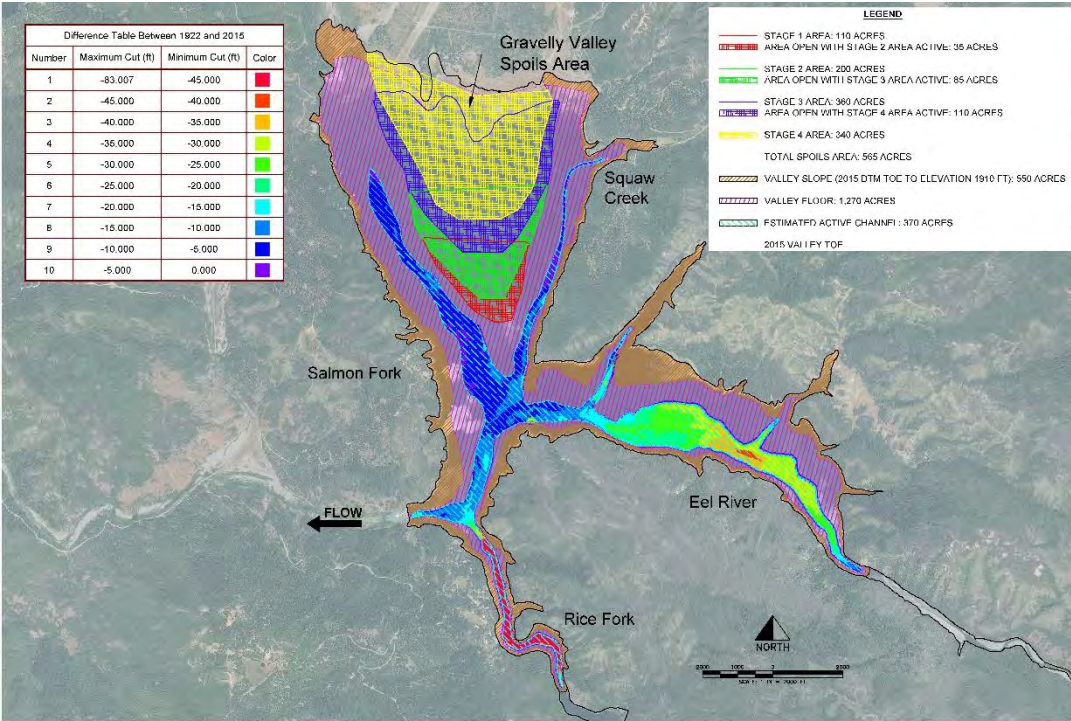 Difference Table Between 1922 and 2015
Number Maximum Cut (ft) Minimum Cut (ft) Color
1 -83.007 -45.000
2 -45.000 -40.000
3 -40.000 -35.000
4 -35.000 -30.000
5 -30.000 -25.000
6 -25.000 -20.000
7 -20.000 -15.000
8 -15.000 -10.000
9 -10.000 -5.000
10 -5.000 0.000
Gravelly Valley
Spoils Area
LEGEND
STAGE 1 AREA: 110 ACRES
AREA OPEN WITH STAGE 2 AREA ACTIVE: 35 ACRES
STAGE 2 AREA: 200 ACRES
AREA OPEN WITH STAGE 3 AREA ACTIVE: 85 ACRES
STAGE 3 AREA: 360 ACRES
AREA OPEN WITH STAGE 4 AREA ACTIVE: 110 ACRES
STAGE 4 AREA: 340 ACRES
TOTAL SPOILS AREA: 565 ACRES
VALLEY SLOPE (2015 DTM TOE TO ELEVATION 1910 FT): 550 ACRES
VALLEY FLOOR: 1,270 ACRES
ESTIMATED ACTIVE CHANNEL: 370 ACRES
2015 VALLEY TOE
Squaw
Creek
Salmon Fork
Eel River
FLOW
Rice Fork
NORTH
2000 1000 0 2000